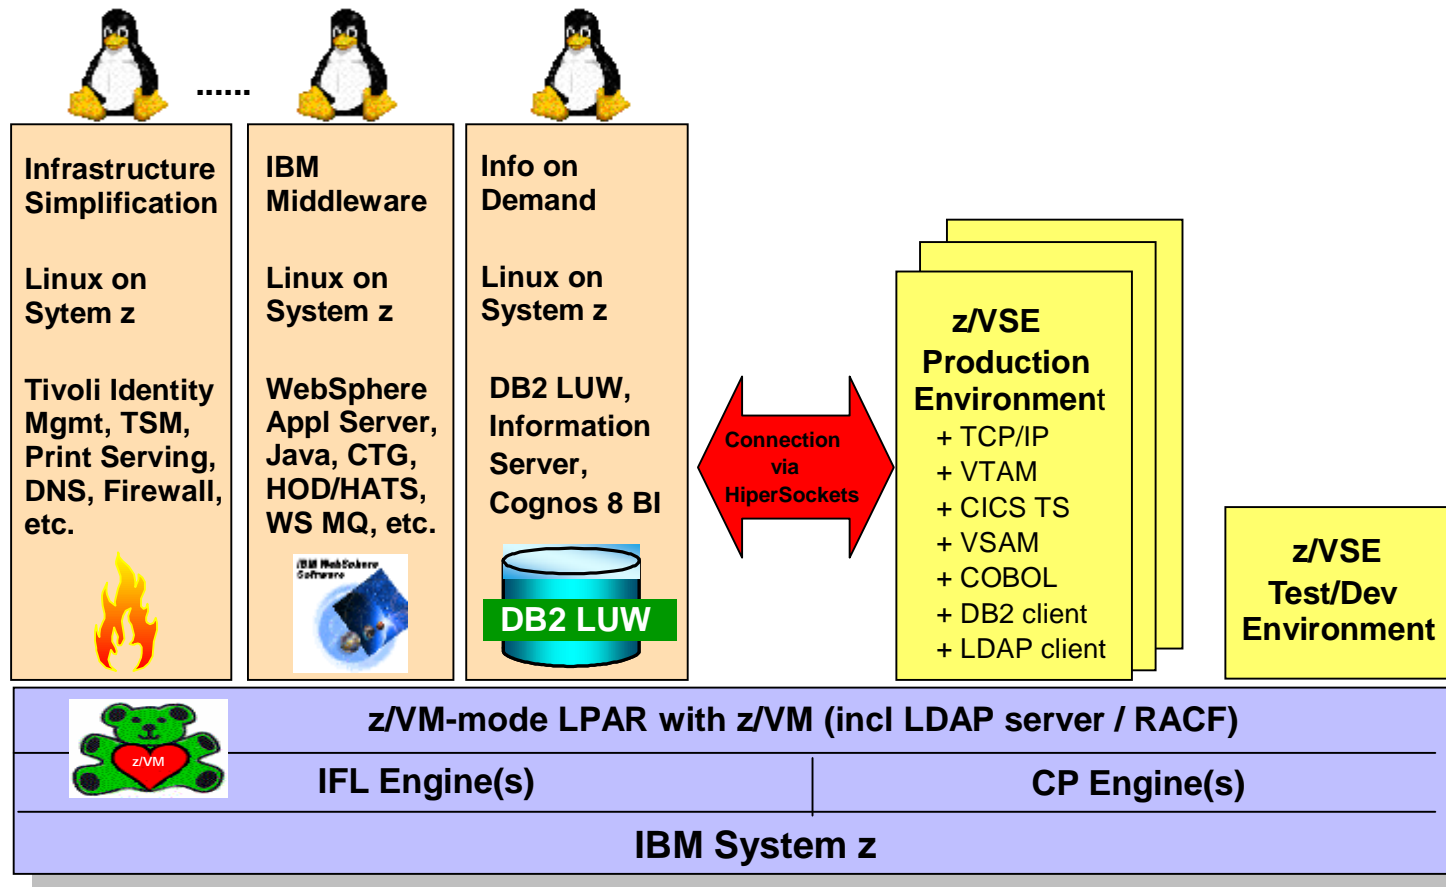 ......
Infrastructure
Simplification
Linux on
Sytem z
Tivoli Identity
Mgmt, TSM,
Print Serving,
DNS, Firewall,
etc.
IBM
Middleware
Linux on
System z
WebSphere
Appl Server,
Java, CTG,
HOD/HATS,
WS MQ, etc.
IBM WebSphere
Software
Info on
Demand
Linux on
System z
DB2 LUW,
Information
Server,
Cognos 8 BI
DB2 LUW
Connection
via
HiperSockets
z/VSE
Production
Environment
+ TCP/IP
+ VTAM
+ CICS TS
+ VSAM
+ COBOL
+ DB2 client
+ LDAP client
z/VSE
Test/Dev
Environment
z/VM
z/VM-mode LPAR with z/VM (incl LDAP server / RACF)
IFL Engine(s)
CP Engine(s)
IBM System z